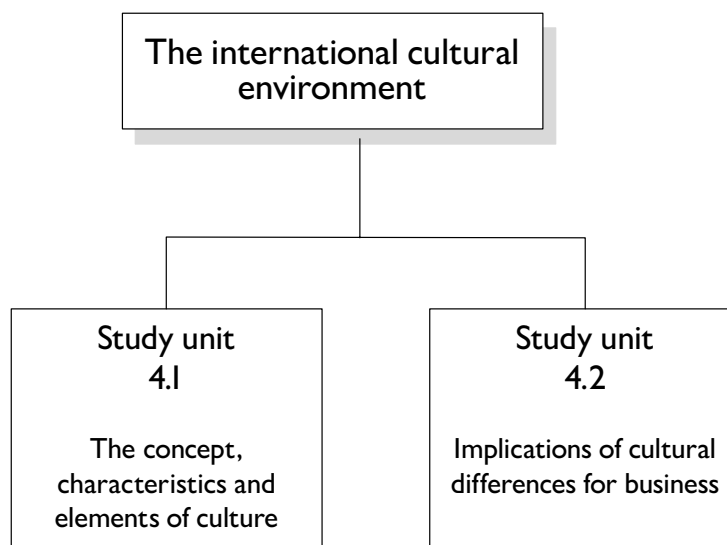 The international cultural
environment
Study unit
4.1
The concept,
characteristics and
elements of culture
Study unit
4.2
Implications of cultural
differences for business